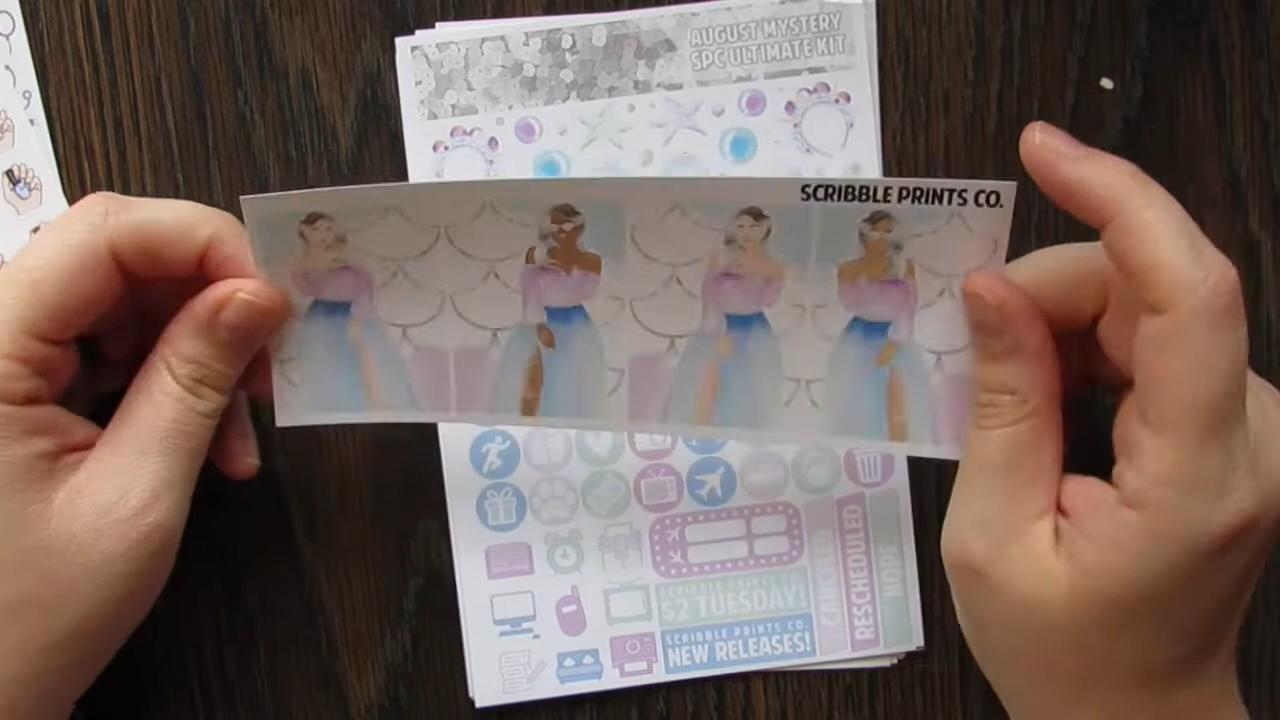 AUGUST MYSTERY
SPC ULTIMATE KIT
SCRIBBLE PRINTS CO.
SCRIBBLE PRINTS CO.
$2 TUESDAY!
SCRIBBLE PRINTS CO.
NEW RELEASES!
RESCHEDULED
NOPE